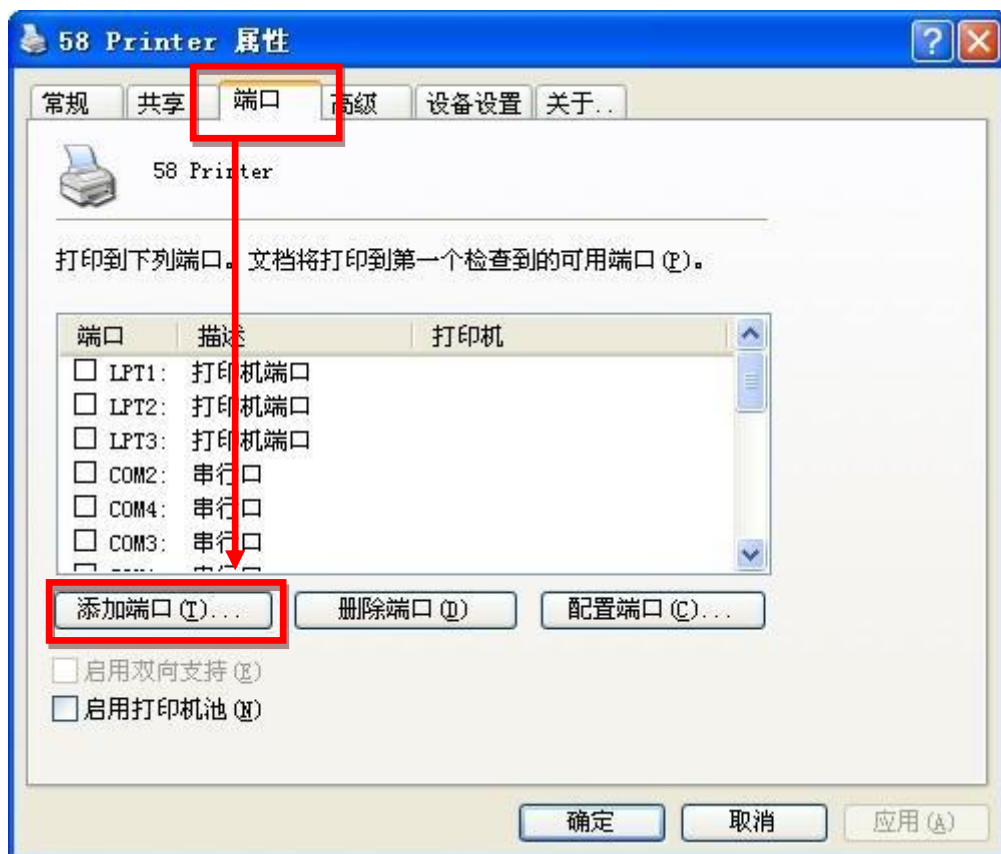 58 Printer 属性
常规 共享 端口 高级 设备设置 关于..
58 Printer
打印到下列端口。文档将打印到第一个检查到的可用端口(P)。
端口 描述 打印机
LPT1: 打印机端口
LPT2: 打印机端口
LPT3: 打印机端口
COM2: 串行口
COM4: 串行口
COM3: 串行口
添加端口(T)... 删除端口(D) 配置端口(C)...
启用双向支持(E)
启用打印机池(N)
确定 取消 应用(A)